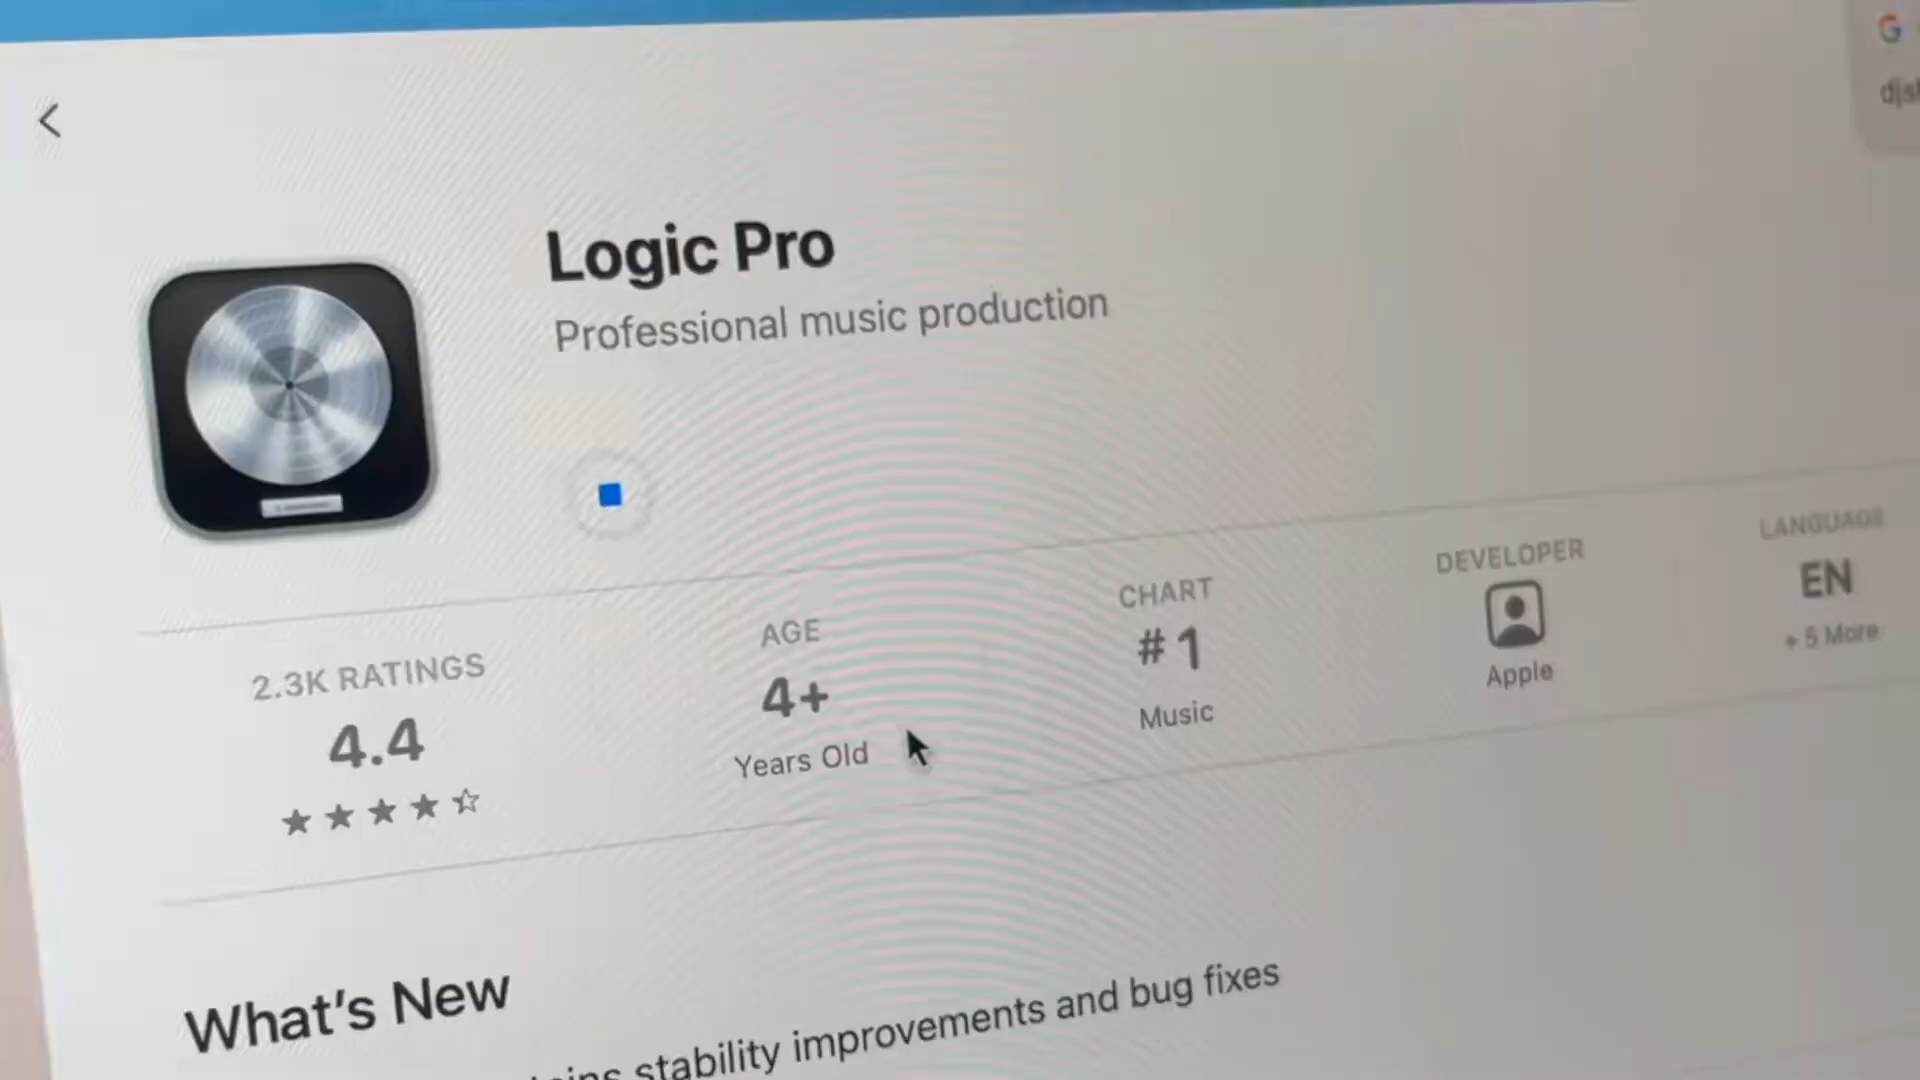 G
Logic Pro
Professional music production
2.3K RATINGS
4.4
AGE
4+
Years Old
CHART
#1
Music
DEVELOPER
Apple
LANGUAGE
EN
+ 5 More
What's New
stability improvements and bug fixes